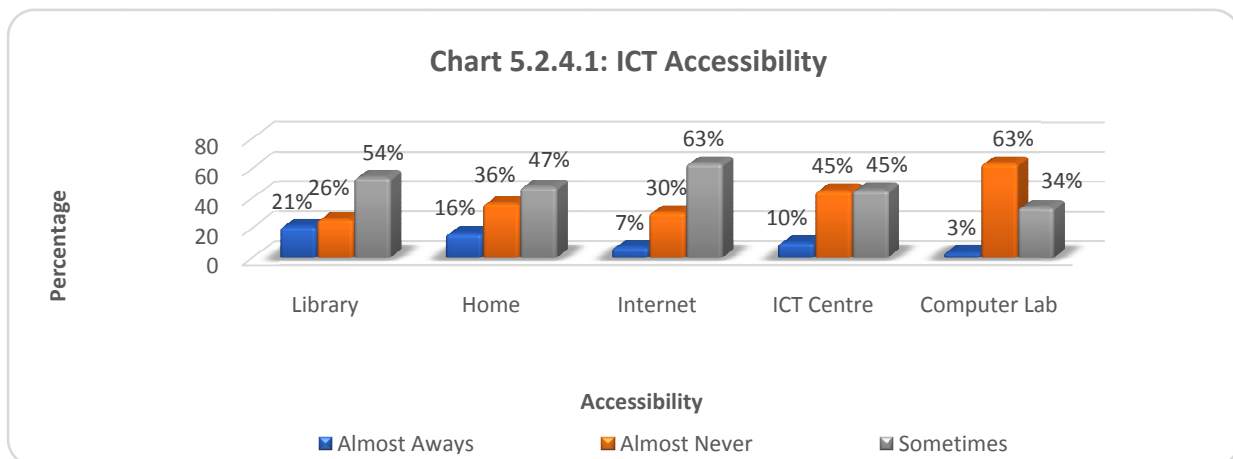 Chart 5.2.4.1: ICT Accessibility
Percentage
80
60
40
20
0
21% 26% 54% 16% 36% 47% 7% 30% 63% 10% 45% 45% 3% 63% 34%
Library Home Internet ICT Centre Computer Lab
Accessibility
Almost Aways Almost Never Sometimes